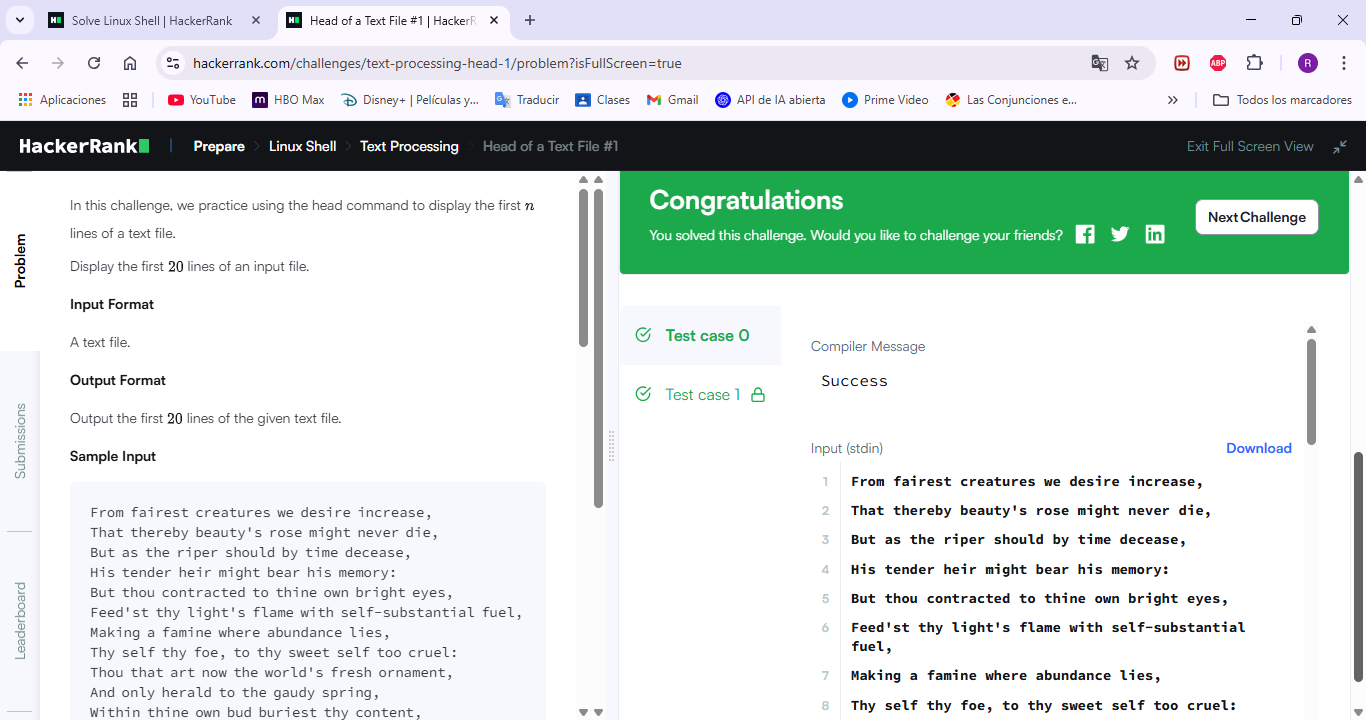 Solve Linux Shell | HackerRank
Head of a Text File #1 | HackerR
hackerrank.com/challenges/text-processing-head-1/problem?isFullScreen=true
ABP
R
Aplicaciones
YouTube
HBO Max
Disney+ | Películas y...
Traducir
Clases
Gmail
API de IA abierta
Prime Video
Las Conjunciones e...
Todos los marcadores
HackerRank
Prepare
Linux Shell
Text Processing
Head of a Text File #1
Exit Full Screen View
Problem
Submissions
Leaderboard
In this challenge, we practice using the head command to display the first n
lines of a text file.
Display the first 20 lines of an input file.
Input Format
A text file.
Output Format
Output the first 20 lines of the given text file.
Sample Input
From fairest creatures we desire increase,
That thereby beauty's rose might never die,
But as the riper should by time decease,
His tender heir might bear his memory:
But thou contracted to thine own bright eyes,
Feed'st thy light's flame with self-substantial fuel,
Making a famine where abundance lies,
Thy self thy foe, to thy sweet self too cruel:
Thou that art now the world's fresh ornament,
And only herald to the gaudy spring,
Within thine own bud buriest thy content,
Congratulations
You solved this challenge. Would you like to challenge your friends?
Next Challenge
Test case 0
Test case 1
Compiler Message
Success
Input (stdin)
Download
1 From fairest creatures we desire increase,
2 That thereby beauty's rose might never die,
3 But as the riper should by time decease,
4 His tender heir might bear his memory:
5 But thou contracted to thine own bright eyes,
6 Feed'st thy light's flame with self-substantial
fuel,
7 Making a famine where abundance lies,
8 Thy self thy foe, to thy sweet self too cruel: